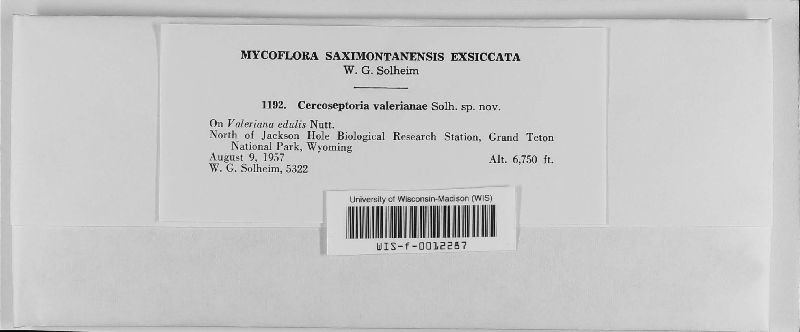 MYCOFLORA SAXIMONTANENSIS EXSICCATA
W. G. Solheim
1192. Cercoseptoria valerianae Solh. sp. nov.
On Valeriana edulis Nutt.
North of Jackson Hole Biological Research Station, Grand Teton
National Park, Wyoming
August 9, 1957 Alt. 6,750 ft.
W. G. Solheim, 5322
University of Wisconsin-Madison (WIS)
WIS-f-0012287